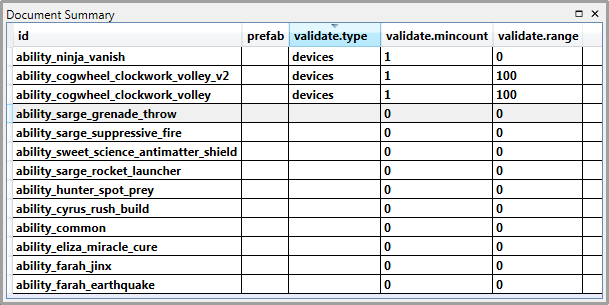 Document Summary
id prefab validate.type validate.mincount validate.range
ability_ninja_vanish devices 1 0
ability_cogwheel_clockwork_volley_v2 devices 1 100
ability_cogwheel_clockwork_volley devices 1 100
ability_sarge_grenade_throw 0 0
ability_sarge_suppressive_fire 0 0
ability_sweet_science_antimatter_shield 0 0
ability_sarge_rocket_launcher 0 0
ability_hunter_spot_prey 0 0
ability_cyrus_rush_build 0 0
ability_common 0 0
ability_eliza_miracle_cure 0 0
ability_farah_jinx 0 0
ability_farah_earthquake 0 0